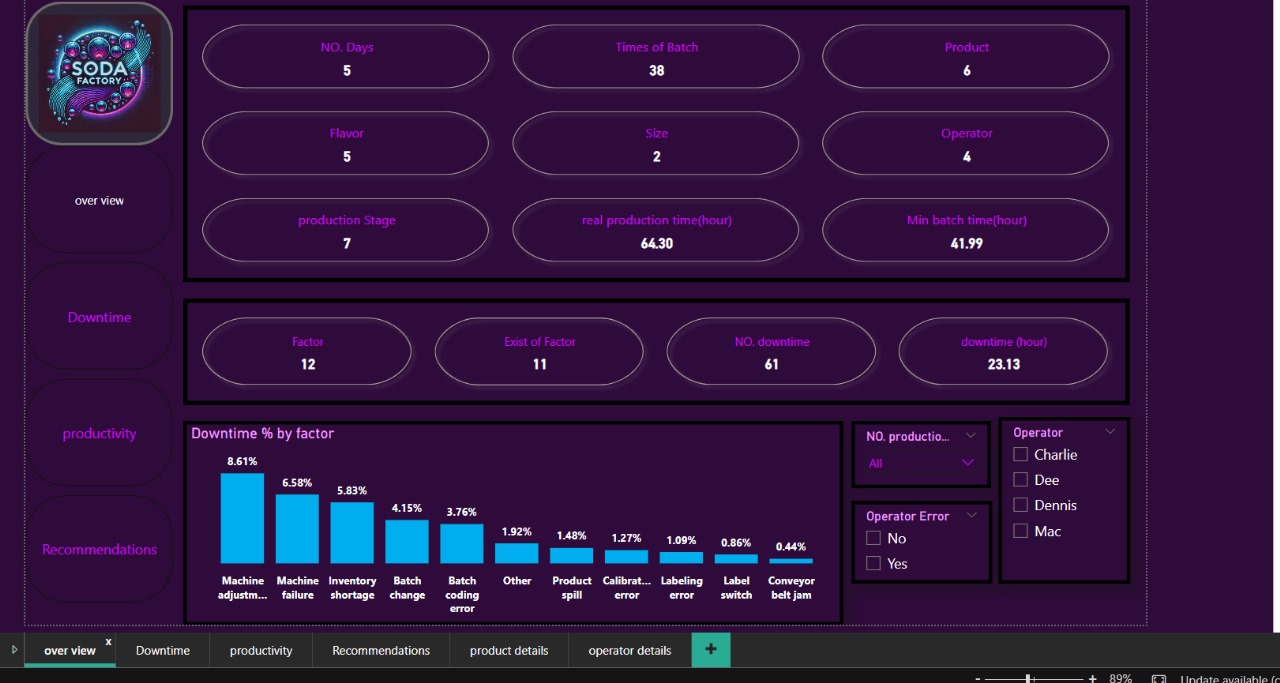 SODA
FACTORY
NO. Days
5
Times of Batch
38
Product
6
Flavor
5
Size
2
Operator
4
production Stage
7
real production time(hour)
64.30
Min batch time(hour)
41.99
over view
Downtime
productivity
Recommendations
Factor
12
Exist of Factor
11
NO. downtime
61
downtime (hour)
23.13
Downtime % by factor
8.61%
6.58%
5.83%
4.15%
3.76%
1.92%
1.48%
1.27%
1.09%
0.86%
0.44%
Machine
adjustm...
Machine
failure
Inventory
shortage
Batch
change
Batch
coding
error
Other
Product
spill
Calibrat...
error
Labeling
error
Label
switch
Conveyor
belt jam
NO. productio...
All
Operator Error
No
Yes
Operator
Charlie
Dee
Dennis
Mac
over view x
Downtime
productivity
Recommendations
product details
operator details
+
- + 89%
Update available (c